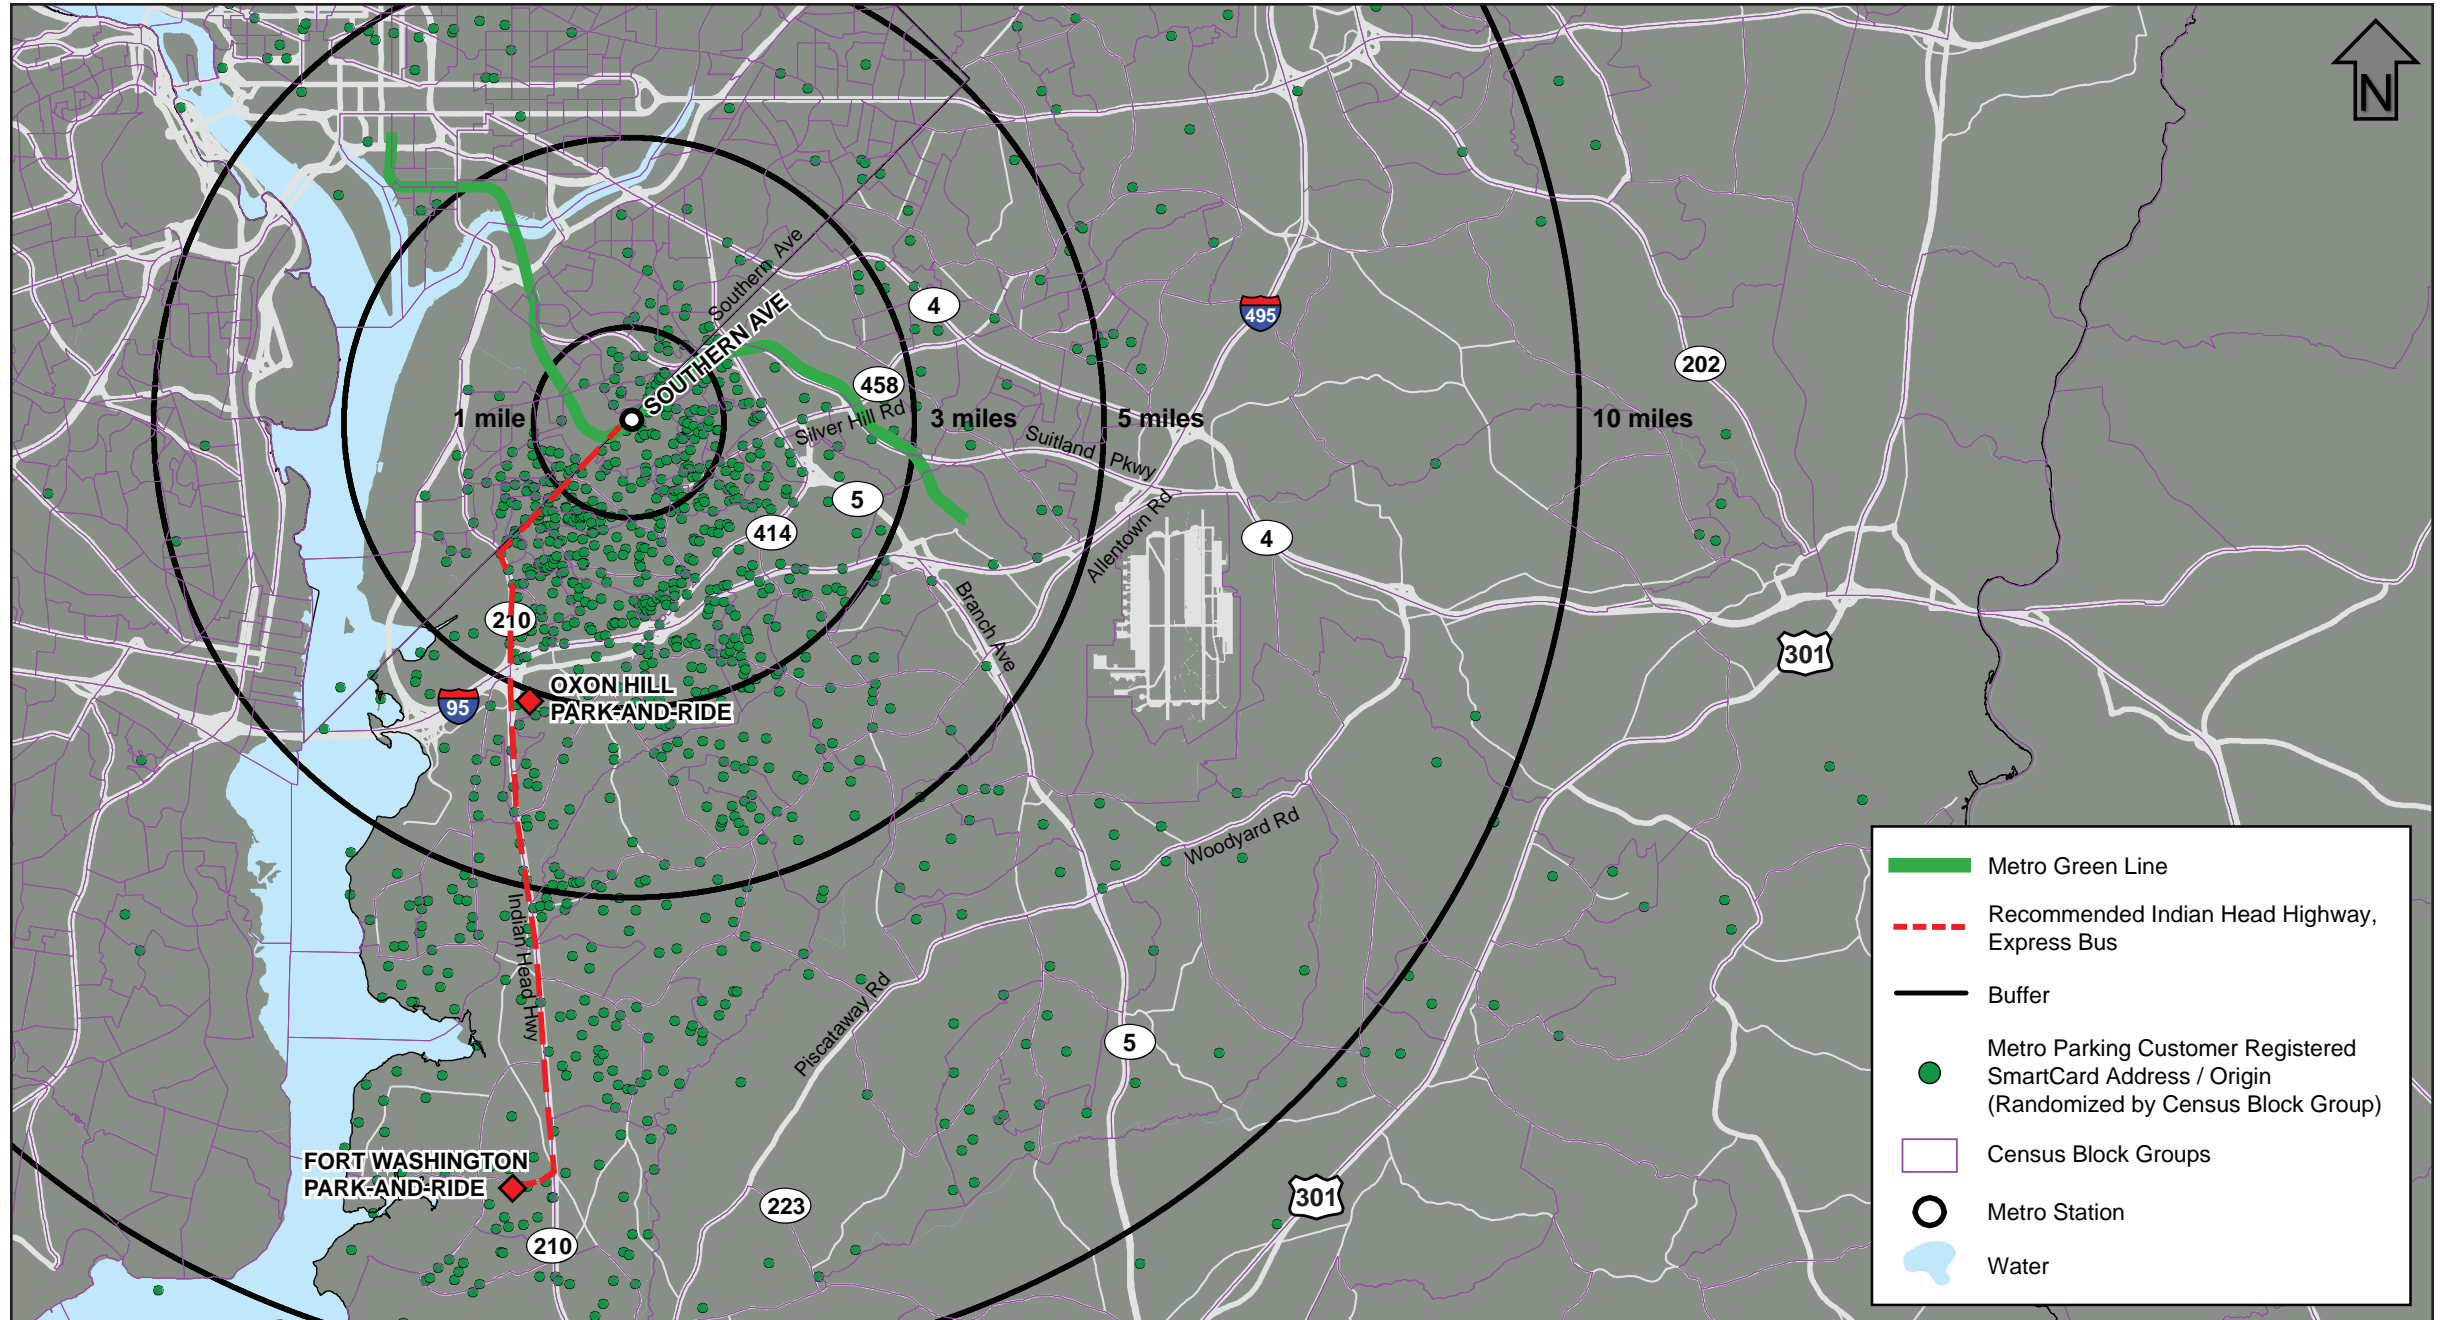 N
Southern Ave
SOUTHERN AVE
4
495
202
458
1 mile
Silver Hill Rd
3 miles
Suitland Pkwy
5 miles
10 miles
5
414
Allentown Rd
4
210
Branch Ave
301
95
OXON HILL
PARK-AND-RIDE
Woodyard Rd
Indian Head Hwy
Piscataway Rd
5
FORT WASHINGTON
PARK-AND-RIDE
223
301
210
Metro Green Line
Recommended Indian Head Highway,
Express Bus
Buffer
Metro Parking Customer Registered
SmartCard Address / Origin
(Randomized by Census Block Group)
Census Block Groups
Metro Station
Water